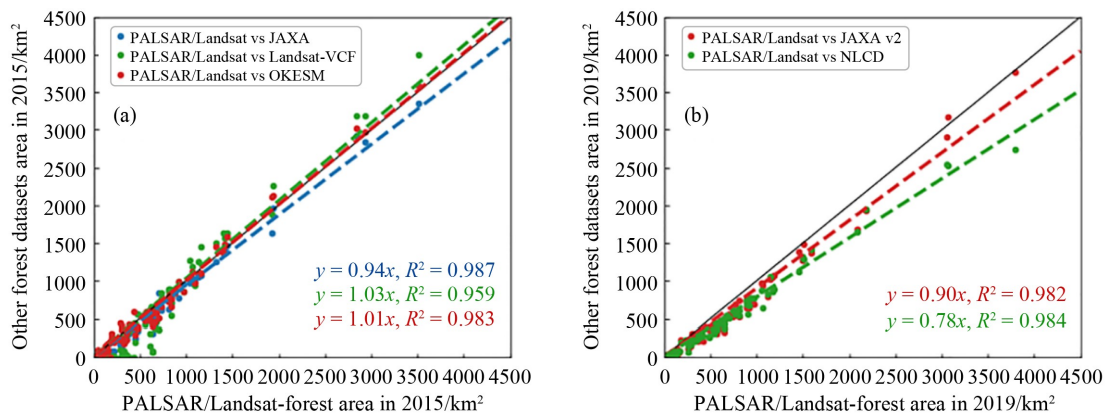 Other forest datasets area in 2015/km²
4500
4000
3500
3000
2500
2000
1500
1000
500
0
PALSAR/Landsat vs JAXA
PALSAR/Landsat vs Landsat-VCF
PALSAR/Landsat vs OKESM
(a)
y = 0.94x, R² = 0.987
y = 1.03x, R² = 0.959
y = 1.01x, R² = 0.983
0 500 1000 1500 2000 2500 3000 3500 4000 4500
PALSAR/Landsat-forest area in 2015/km²
Other forest datasets area in 2019/km²
4500
4000
3500
3000
2500
2000
1500
1000
500
0
PALSAR/Landsat vs JAXA v2
PALSAR/Landsat vs NLCD
(b)
y = 0.90x, R² = 0.982
y = 0.78x, R² = 0.984
0 500 1000 1500 2000 2500 3000 3500 4000 4500
PALSAR/Landsat-forest area in 2019/km²